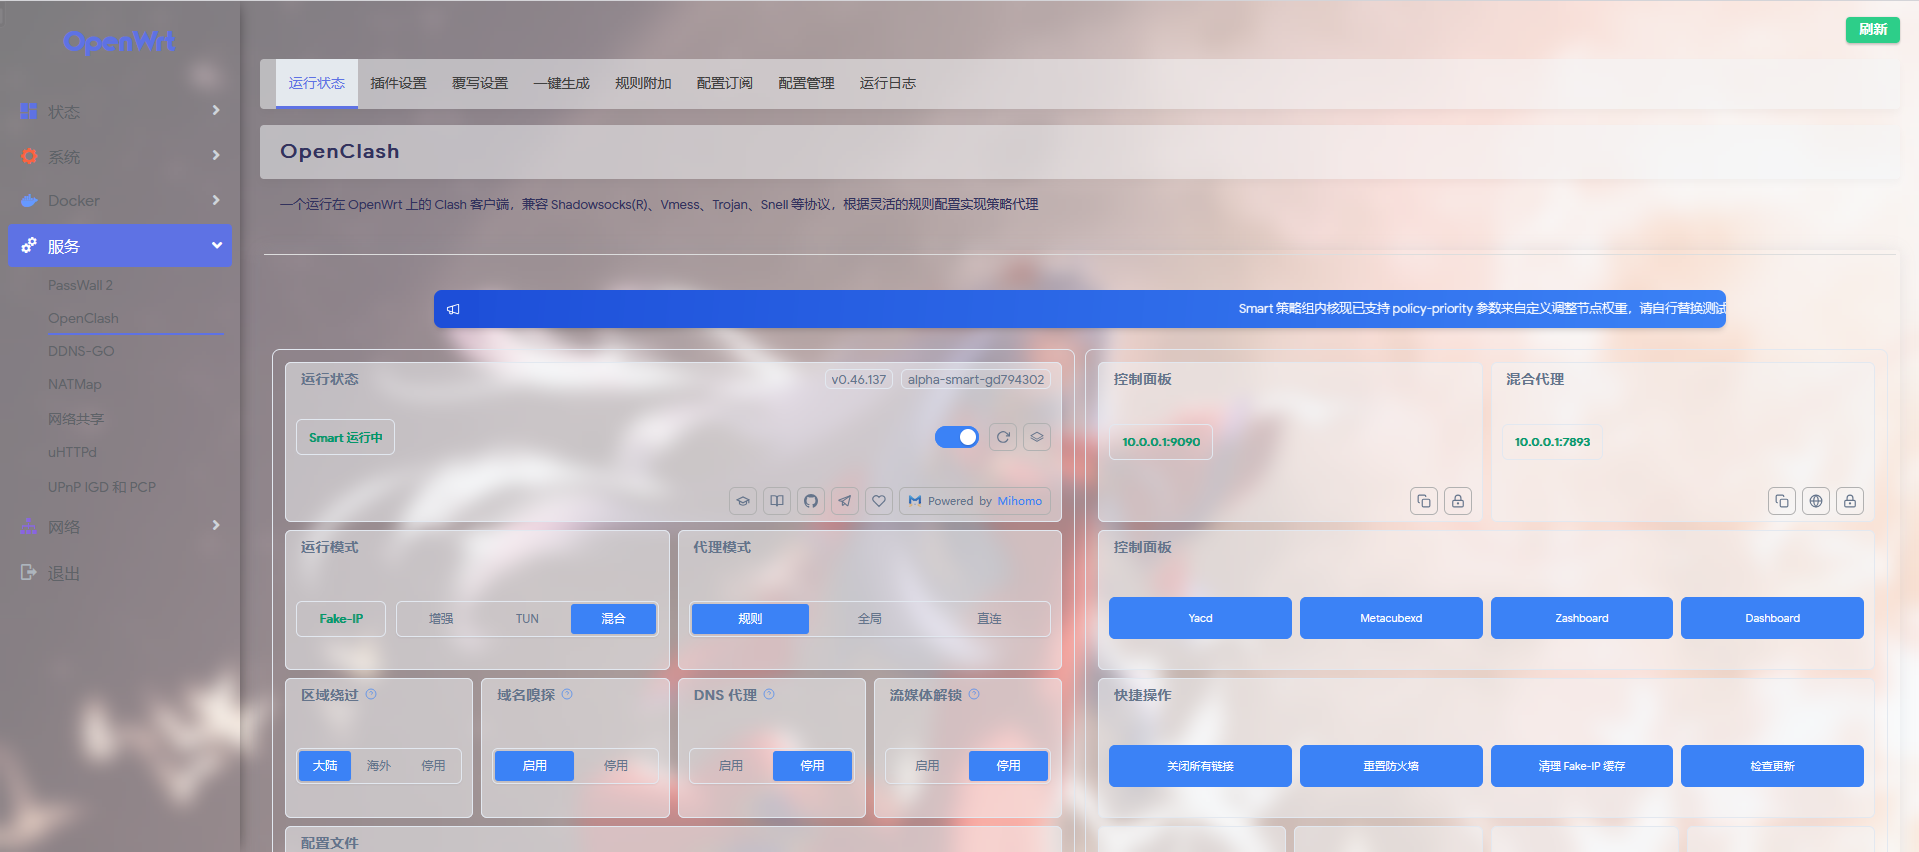 OpenWrt
刷新
状态
系统
Docker
服务
PassWall 2
OpenClash
DDNS-GO
NATMap
网络共享
uHTTPd
UPnP IGD 和 PCP
网络
退出
运行状态 插件设置 覆写设置 一键生成 规则附加 配置订阅 配置管理 运行日志
OpenClash
一个运行在 OpenWrt 上的 Clash 客户端，兼容 Shadowsocks(R)、Vmess、Trojan、Snell 等协议，根据灵活的规则配置实现策略代理
Smart 策略组内核现已支持 policy-priority 参数来自定义调整节点权重，请自行替换测试
运行状态 v0.46.137 alpha-smart-gd794302
Smart 运行中
Powered by Mihomo
控制面板
10.0.0.1:9090
混合代理
10.0.0.1:7893
运行模式
Fake-IP 增强 TUN 混合
代理模式
规则 全局 直连
控制面板
Yacd Metacubexd Zashboard Dashboard
区域绕过
大陆 海外 停用
域名嗅探
启用 停用
DNS 代理
启用 停用
流媒体解锁
启用 停用
快捷操作
关闭所有链接 重置防火墙 清理 Fake-IP 缓存 检查更新
配置文件